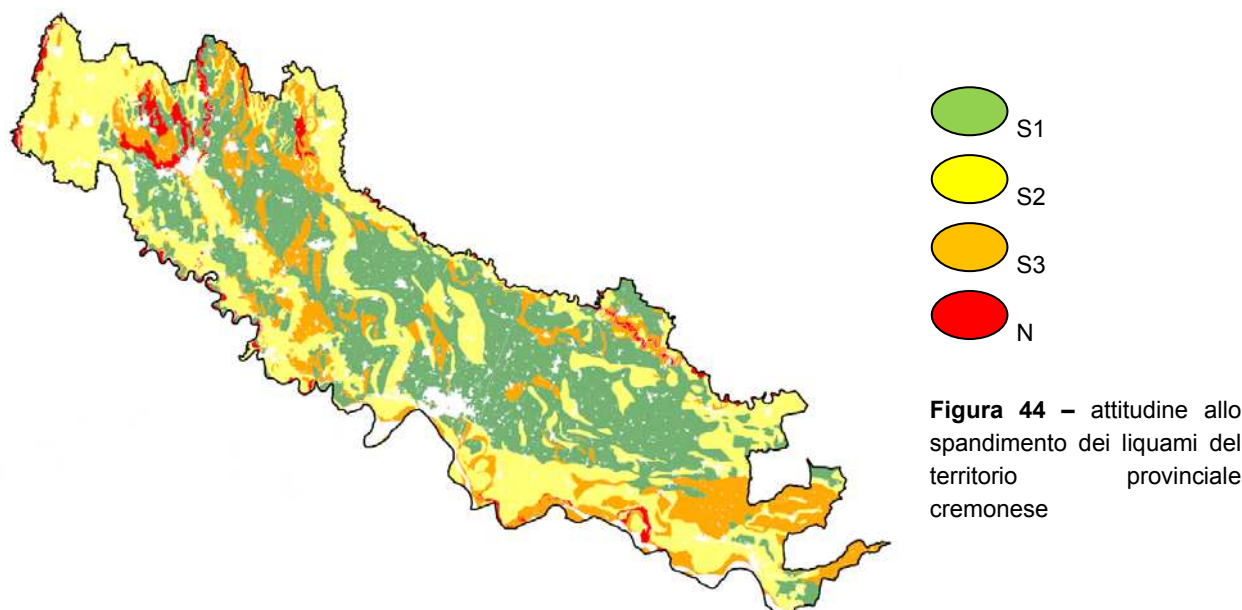 S1
S2
S3
N
Figura 44 – attitudine allo
spandimento dei liquami del
territorio provinciale
cremonese